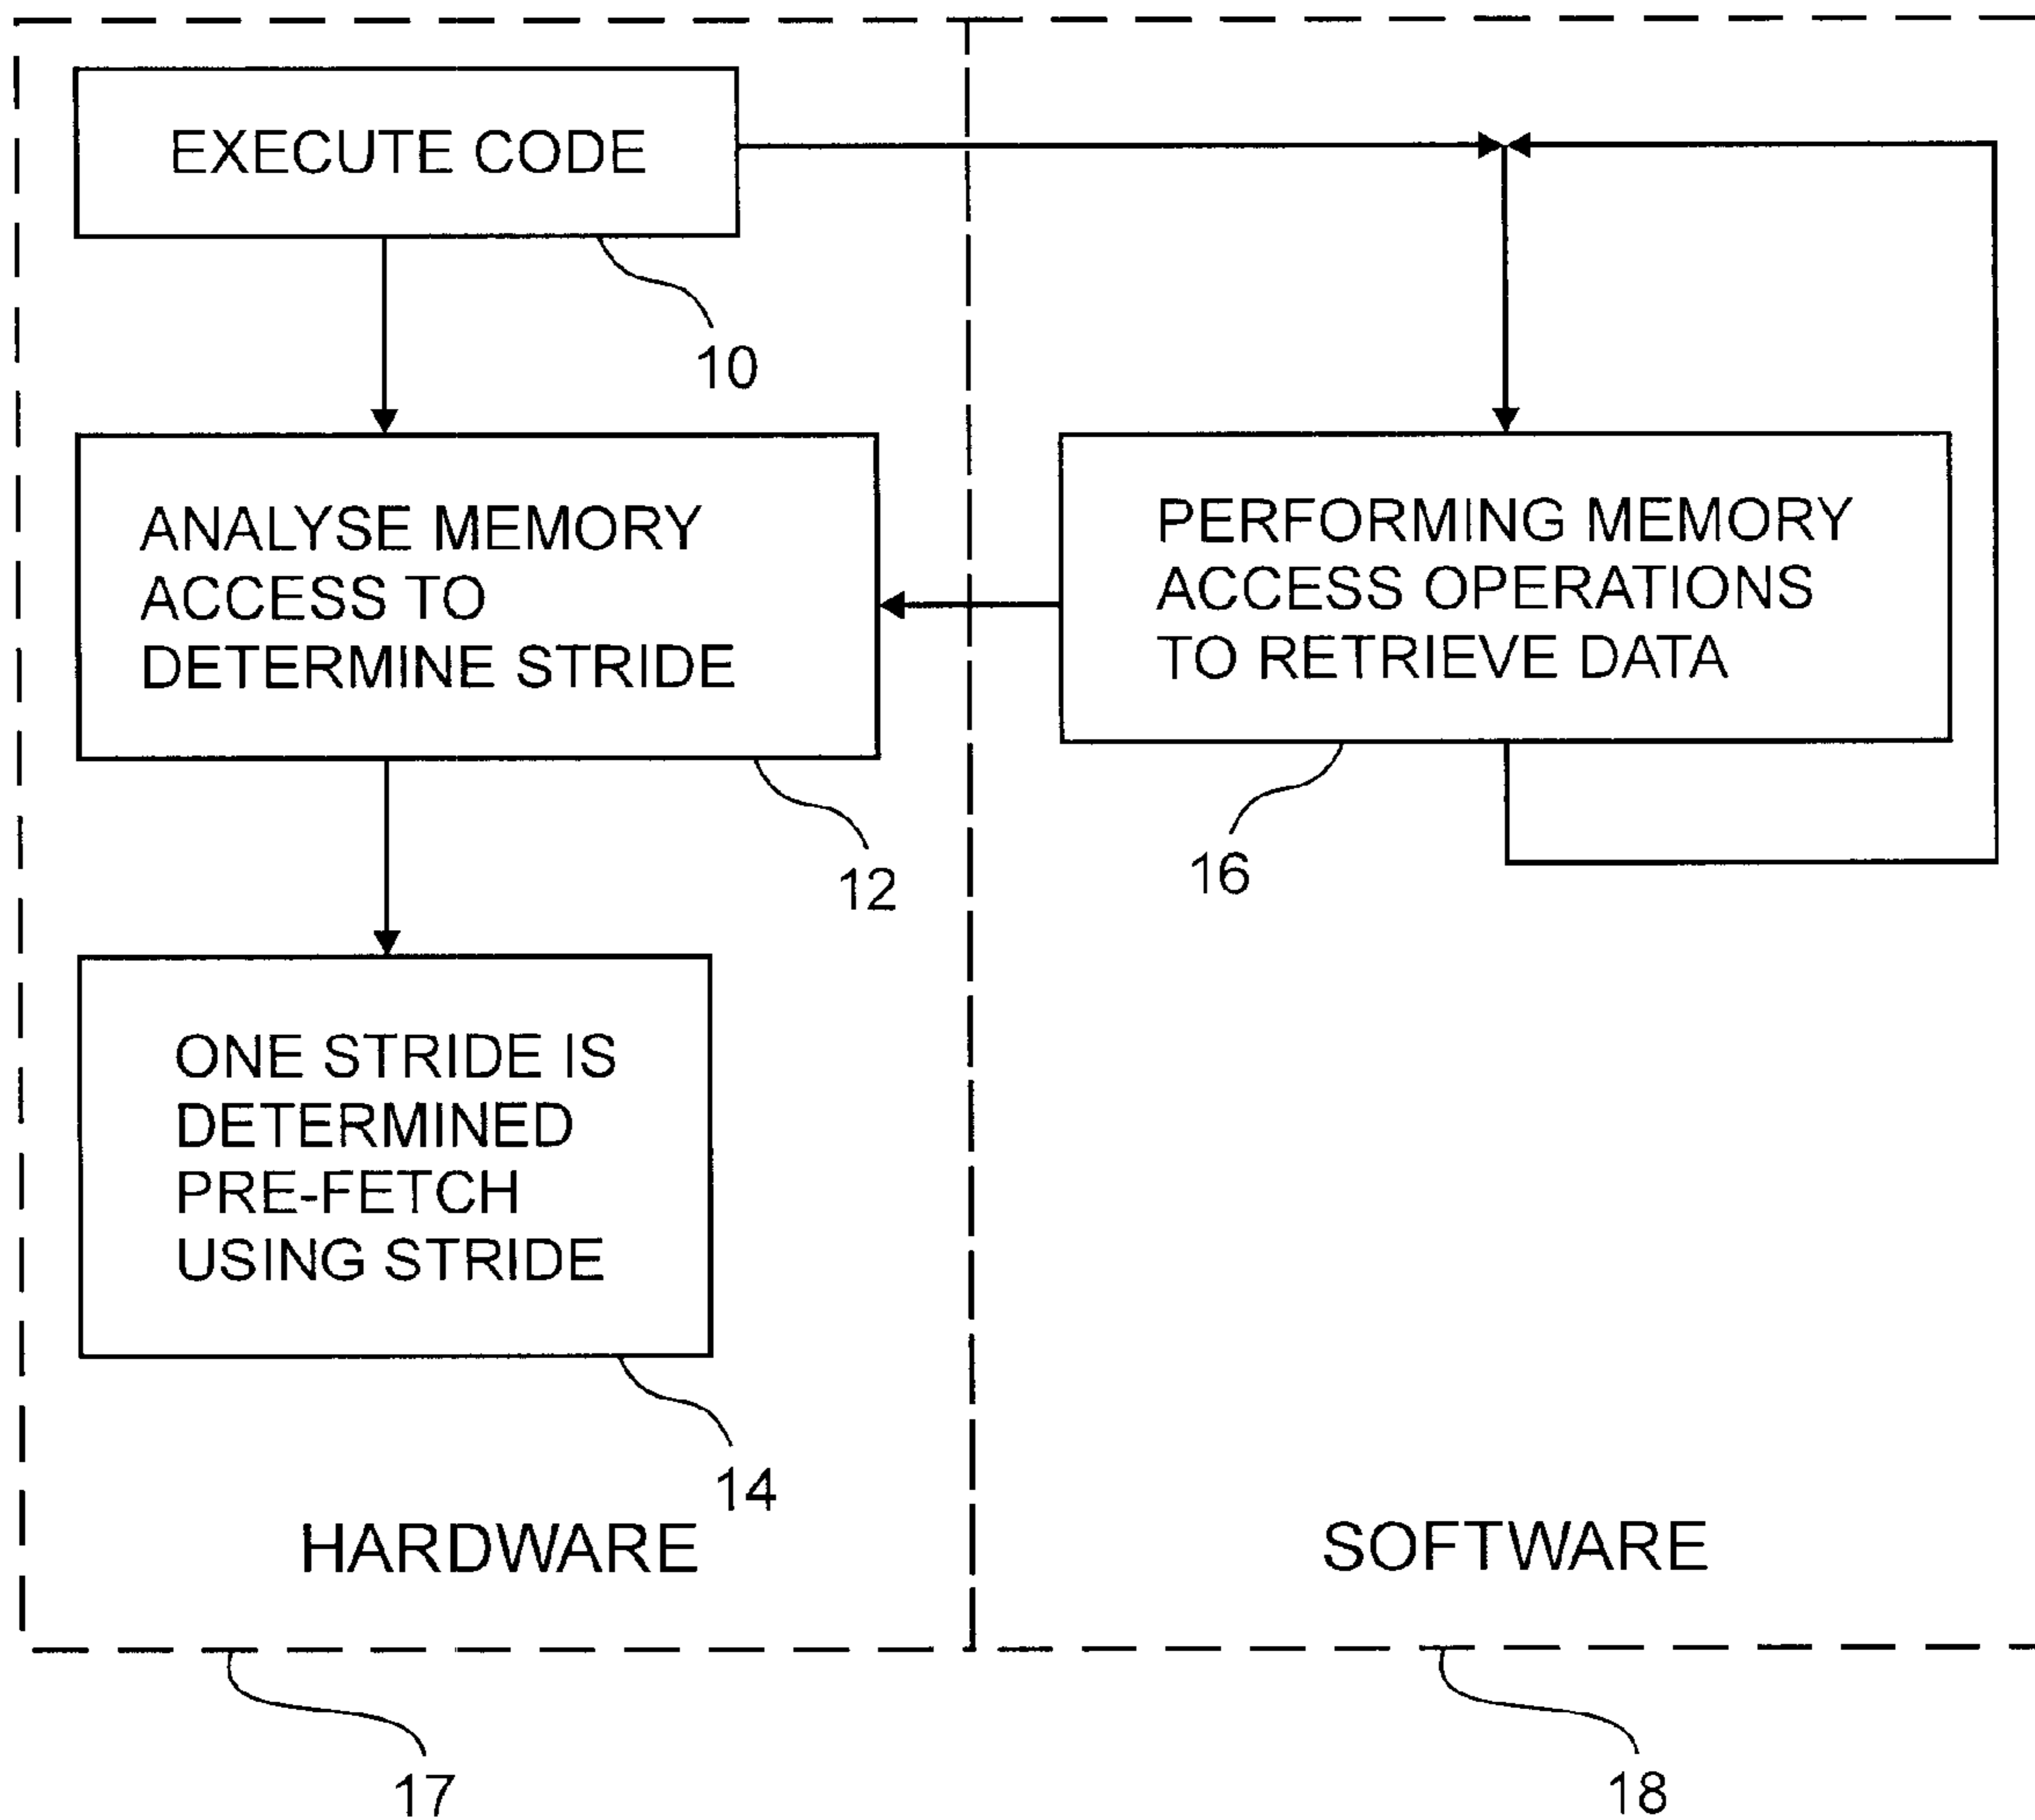 EXECUTE CODE
10
ANALYSE MEMORY
ACCESS TO
DETERMINE STRIDE
12
PERFORMING MEMORY
ACCESS OPERATIONS
TO RETRIEVE DATA
16
ONE STRIDE IS
DETERMINED
PRE-FETCH
USING STRIDE
14
HARDWARE
SOFTWARE
17
18